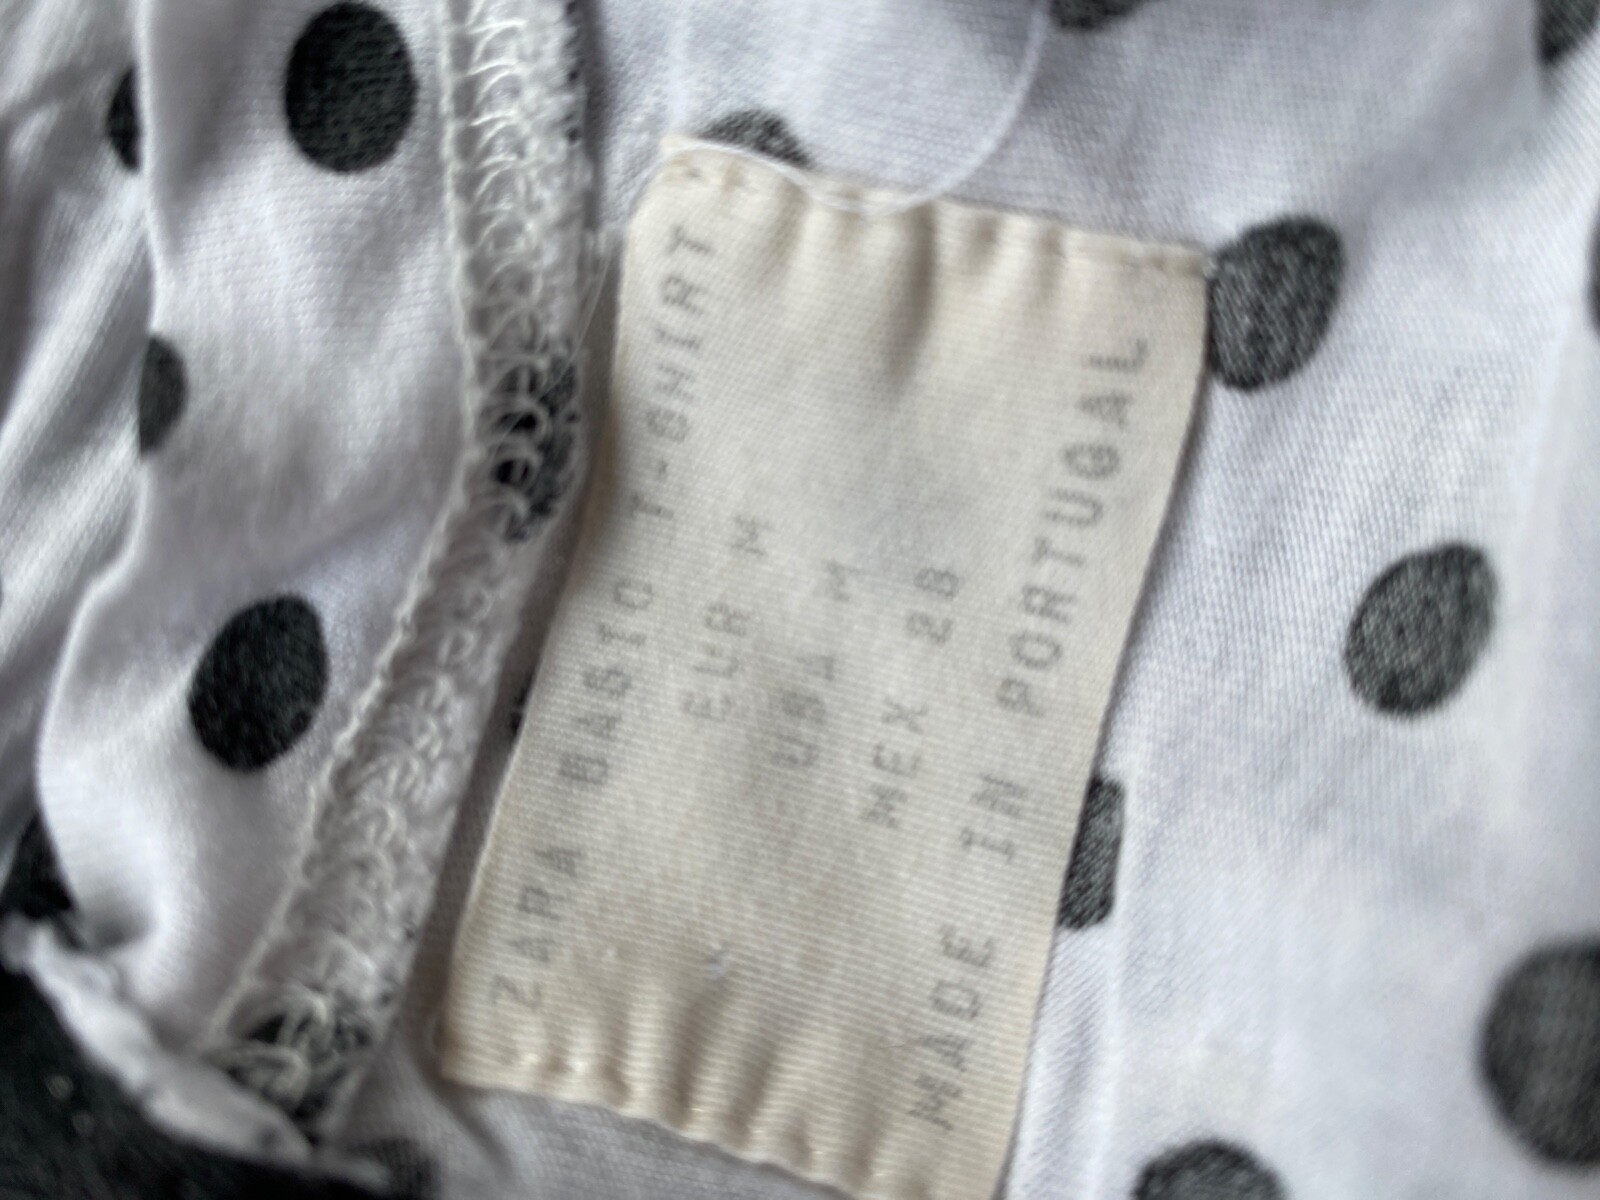 ZARA BASIC T-SHIRT
EUR M
USA M
MEX 28
MADE IN PORTUGAL